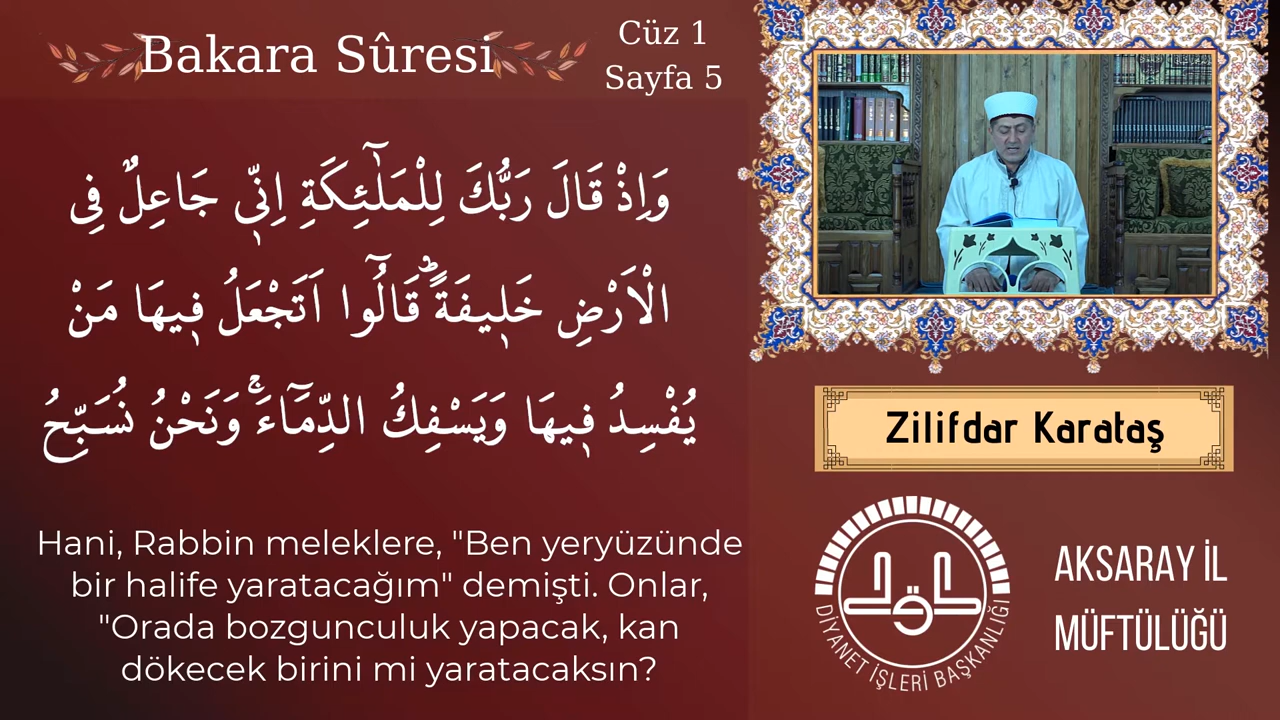 Bakara Sûresi
Cüz 1
Sayfa 5
وَاِذْ قَالَ رَبُّكَ لِلْمَلٰٓئِكَةِ اِنّ۪ي جَاعِلٌ فِي
الْاَرْضِ خَل۪يفَةًۜ قَالُٓوا اَتَجْعَلُ ف۪يهَا مَنْ
يُفْسِدُ ف۪يهَا وَيَسْفِكُ الدِّمَٓاءَۚ وَنَحْنُ نُسَبِّحُ
Hani, Rabbin meleklere, "Ben yeryüzünde
bir halife yaratacağım" demişti. Onlar,
"Orada bozgunculuk yapacak, kan
dökecek birini mi yaratacaksın?
Zilifdar Karataş
DİYANET İŞLERİ BAŞKANLIĞI
AKSARAY İL
MÜFTÜLÜĞÜ